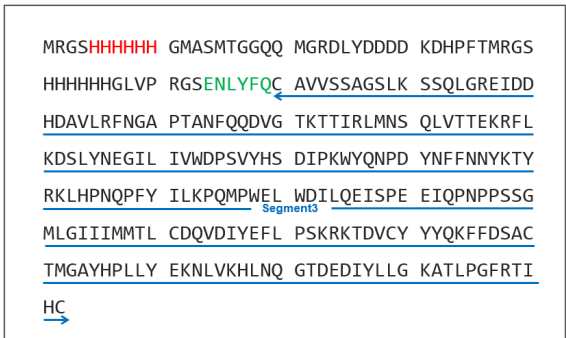 MRGSHHHHHH GMASMTGGQQ MGRDLYDDDD KDHPFTMRGS
HHHHHHGLVP RGSENLYFQC AVVSSAGSLK SSQLGREIDD
HDAVLRFNGA PTANFQQDVG TKTTIRLMNS QLVTTEKRFL
KDSLYNEGIL IVWDPSVYHS DIPKWYQNPD YNFFNNYKTY
RKLHPNQPFY ILKPQMPWEL WDILQEISPE EIQPNPPSSG
Segment3
MLGIIIMMTL CDQVDIYEFL PSKRKTDVCY YYQKFFDSAC
TMGAYHPLLY EKNLVKHLNQ GTDEDIYLLG KATLPGFRTI
HC